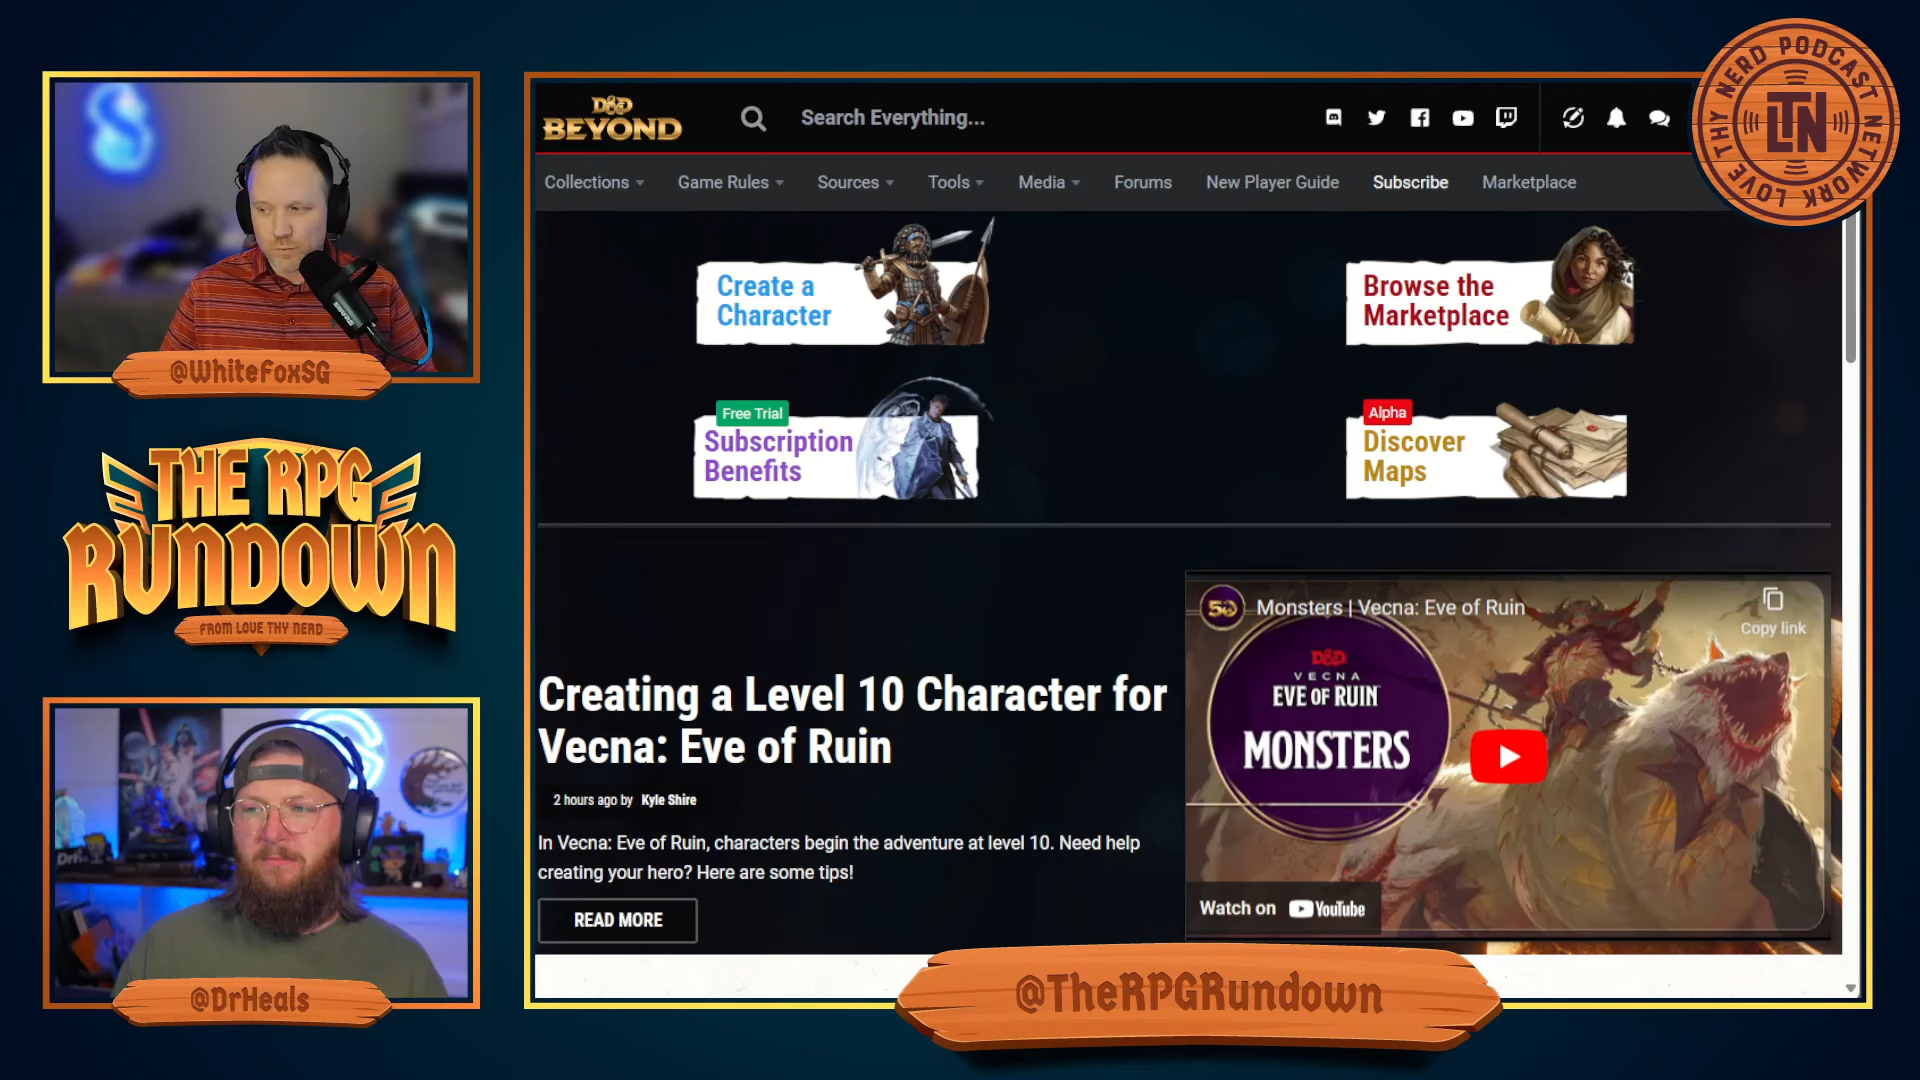 D&D
BEYOND
Search Everything...
Collections
Game Rules
Sources
Tools
Media
Forums
New Player Guide
Subscribe
Marketplace
LOVE THY NERD PODCAST NETWORK
LTN
@WhiteFoxSG
SHURE
Create a
Character
Browse the
Marketplace
Free Trial
Subscription
Benefits
Alpha
Discover
Maps
THE RPG
RUNDOWN
FROM LOVE THY NERD
Creating a Level 10 Character for
Vecna: Eve of Ruin
2 hours ago by Kyle Shire
In Vecna: Eve of Ruin, characters begin the adventure at level 10. Need help
creating your hero? Here are some tips!
READ MORE
50
Monsters | Vecna: Eve of Ruin
Copy link
D&D
VECNA
EVE OF RUIN
MONSTERS
Watch on YouTube
@DrHeals
@TheRPGRundown